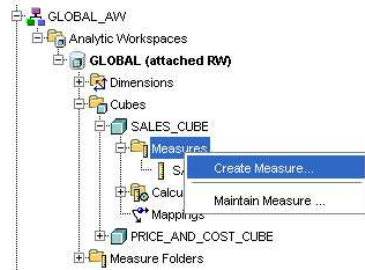 GLOBAL_AW
Analytic Workspaces
GLOBAL (attached RW)
Dimensions
Cubes
SALES_CUBE
Measures
Create Measure...
Maintain Measure ...
Mappings
PRICE_AND_COST_CUBE
Measure Folders